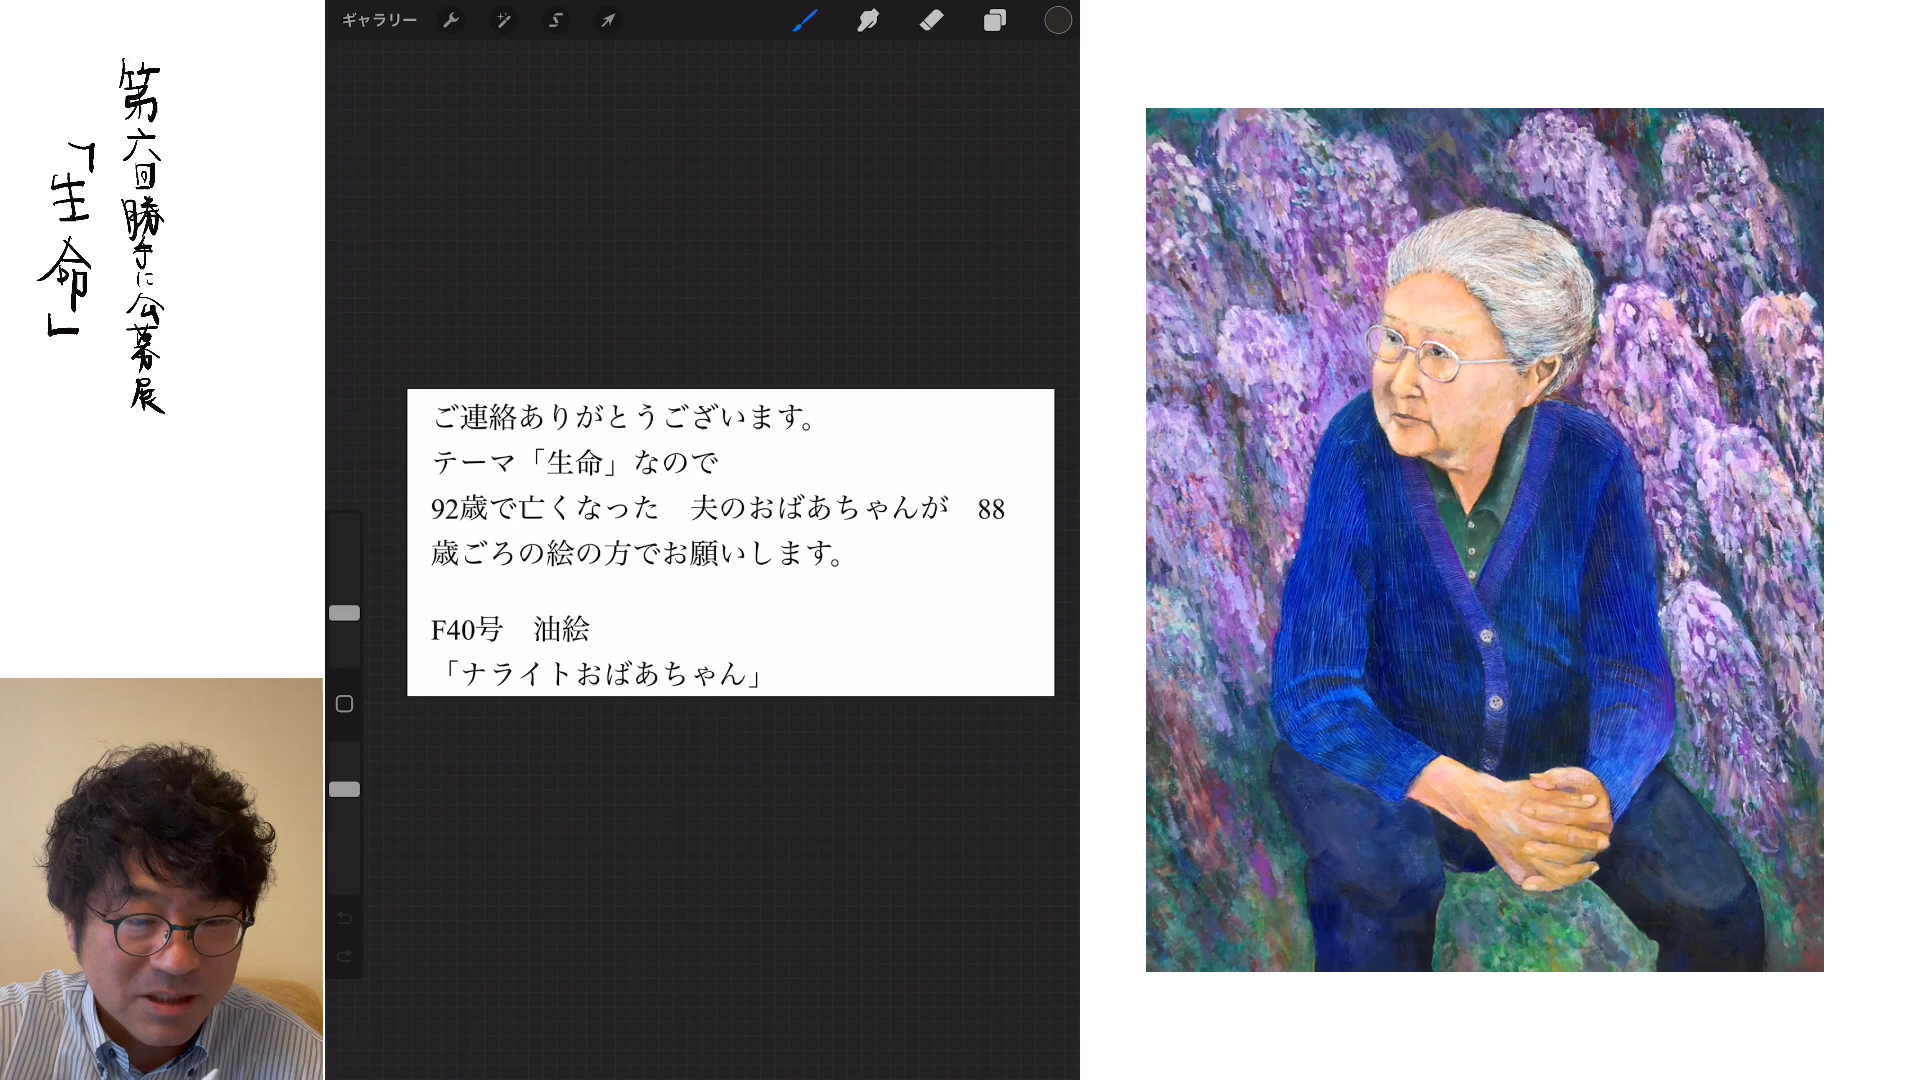 第六回勝手に公募展
「生命」
ギャラリー
ご連絡ありがとうございます。
テーマ「生命」なので
92歳で亡くなった　夫のおばあちゃんが　88
歳ごろの絵の方でお願いします。
F40号　油絵
「ナライトおばあちゃん」